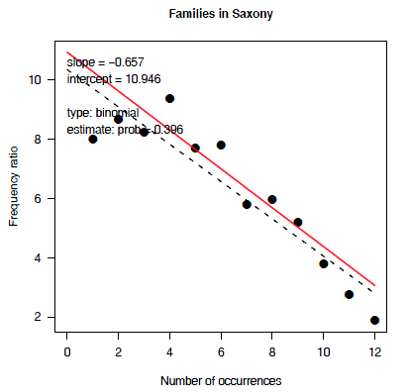 Families in Saxony
slope = −0.657
intercept = 10.946
type: binomial
estimate: prob=0.396
Frequency ratio
10
8
6
4
2
0 2 4 6 8 10 12
Number of occurrences